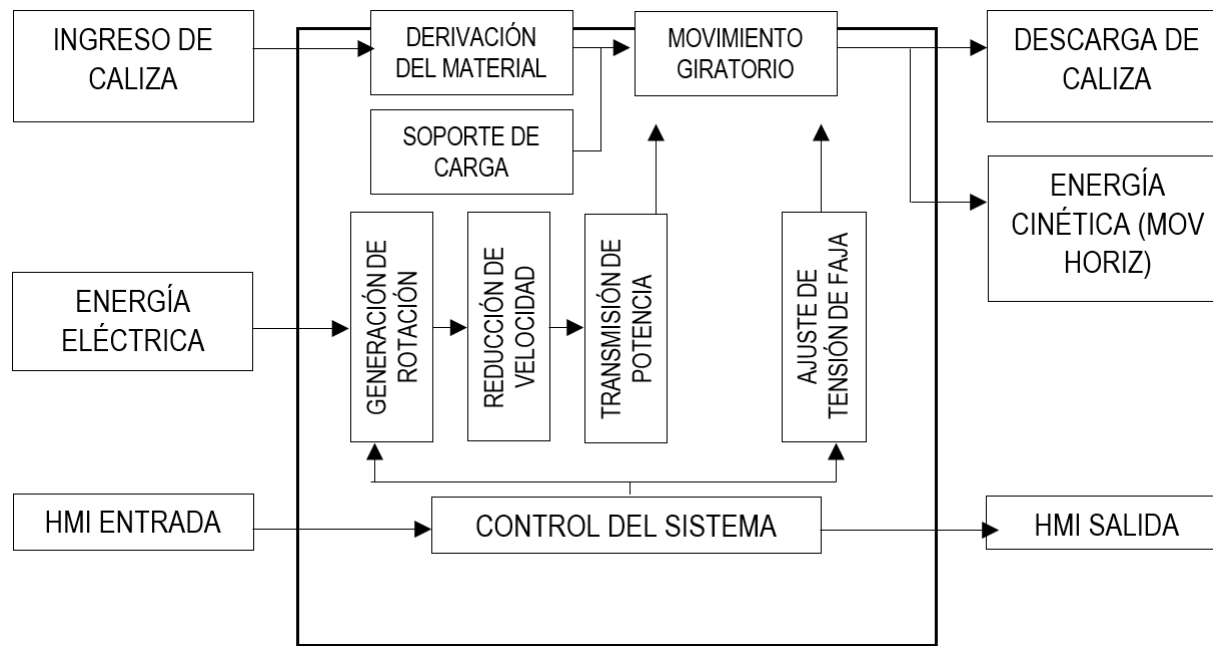 INGRESO DE
CALIZA
DERIVACIÓN
DEL MATERIAL
MOVIMIENTO
GIRATORIO
DESCARGA DE
CALIZA
SOPORTE DE
CARGA
ENERGÍA
CINÉTICA (MOV
HORIZ)
ENERGÍA
ELÉCTRICA
GENERACIÓN DE
ROTACIÓN
REDUCCIÓN DE
VELOCIDAD
TRANSMISIÓN DE
POTENCIA
AJUSTE DE
TENSIÓN DE FAJA
HMI ENTRADA
CONTROL DEL SISTEMA
HMI SALIDA